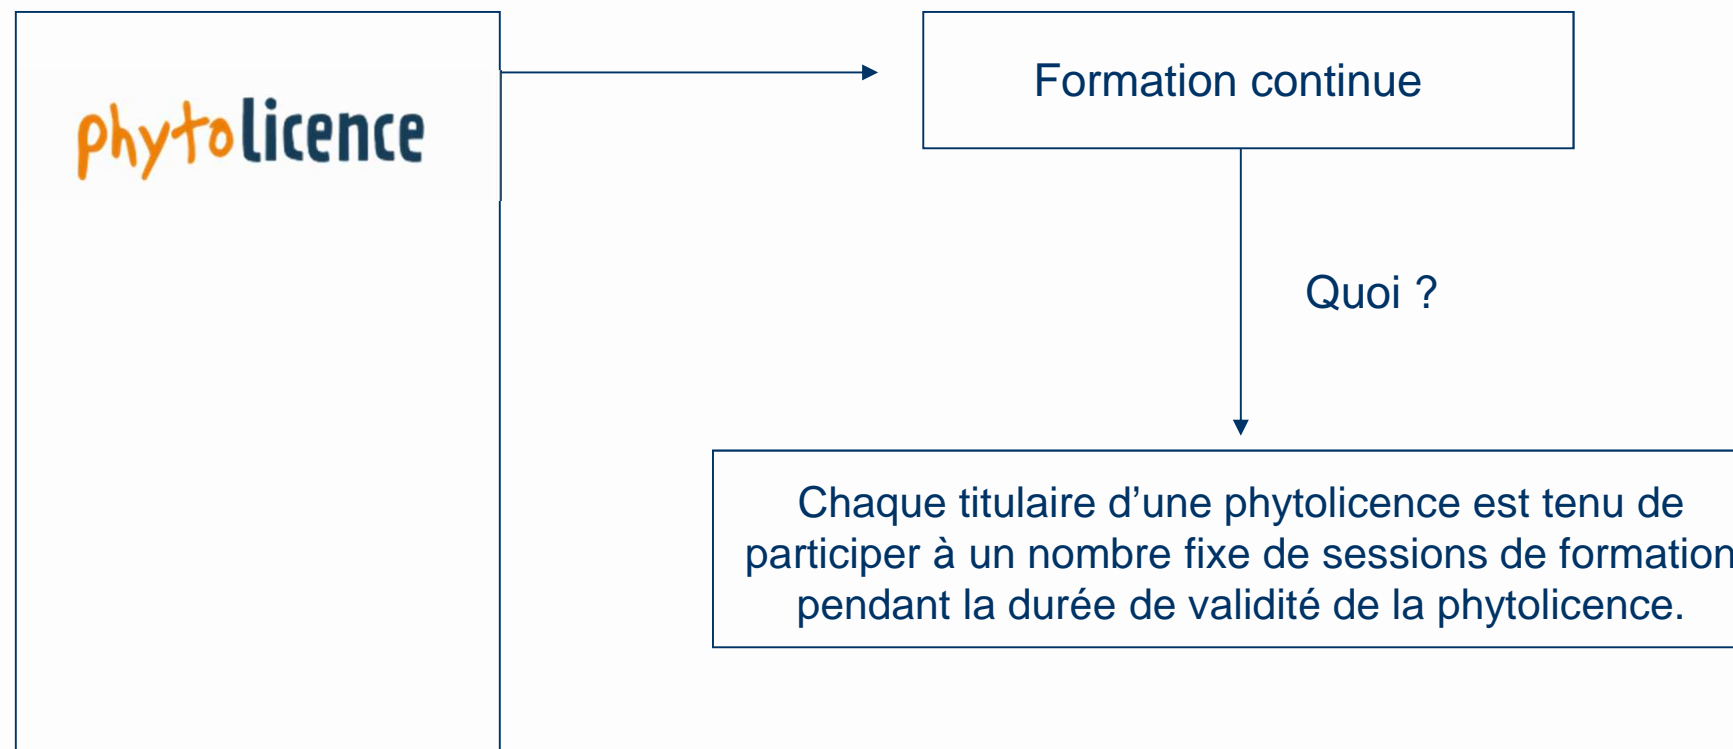 phytolicence
Formation continue
Quoi ?
Chaque titulaire d’une phytolicence est tenu de
participer à un nombre fixe de sessions de formation
pendant la durée de validité de la phytolicence.